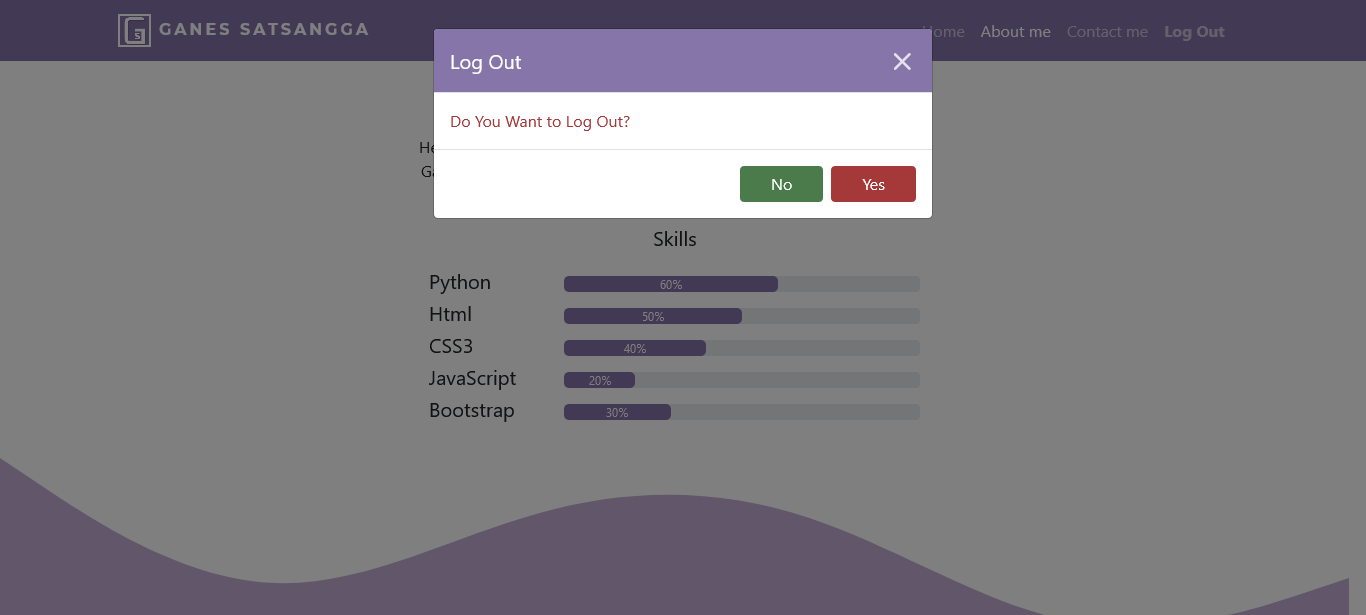 GANES SATSANGGA
Home About me Contact me Log Out
Log Out
Do You Want to Log Out?
No Yes
Skills
Python 60%
Html 50%
CSS3 40%
JavaScript 20%
Bootstrap 30%